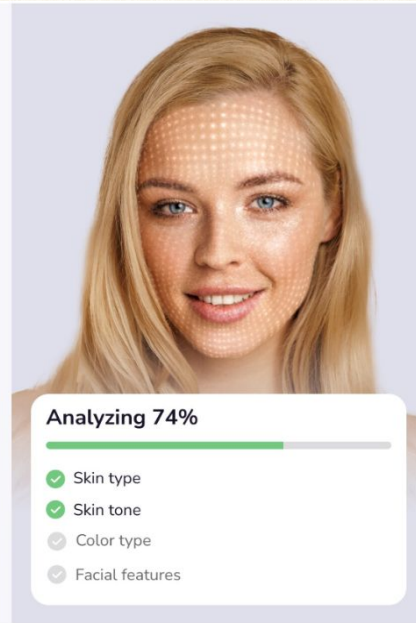 Analyzing 74%
Skin type
Skin tone
Color type
Facial features